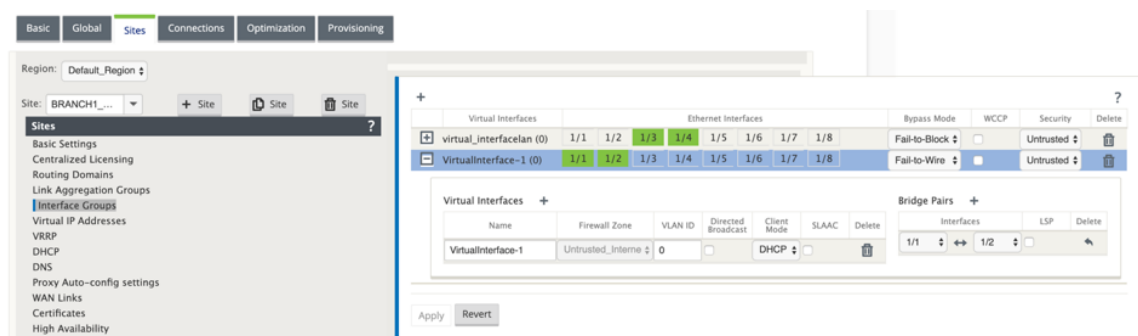 Basic Global Sites Connections Optimization Provisioning
Region: Default_Region
Site: BRANCH1_... + Site Site Site
Sites ?
Basic Settings
Centralized Licensing
Routing Domains
Link Aggregation Groups
Interface Groups
Virtual IP Addresses
VRRP
DHCP
DNS
Proxy Auto-config settings
WAN Links
Certificates
High Availability
+ ?
Virtual Interfaces Ethernet Interfaces Bypass Mode WCCP Security Delete
+ virtual_interfacelan (0) 1/1 1/2 1/3 1/4 1/5 1/6 1/7 1/8 Fail-to-Block Untrusted
− VirtualInterface-1 (0) 1/1 1/2 1/3 1/4 1/5 1/6 1/7 1/8 Fail-to-Wire Untrusted
Virtual Interfaces + Bridge Pairs +
Name Firewall Zone VLAN ID Directed Broadcast Client Mode SLAAC Delete Interfaces LSP Delete
VirtualInterface-1 Untrusted_Interne 0 DHCP 1/1 ↔ 1/2
Apply Revert